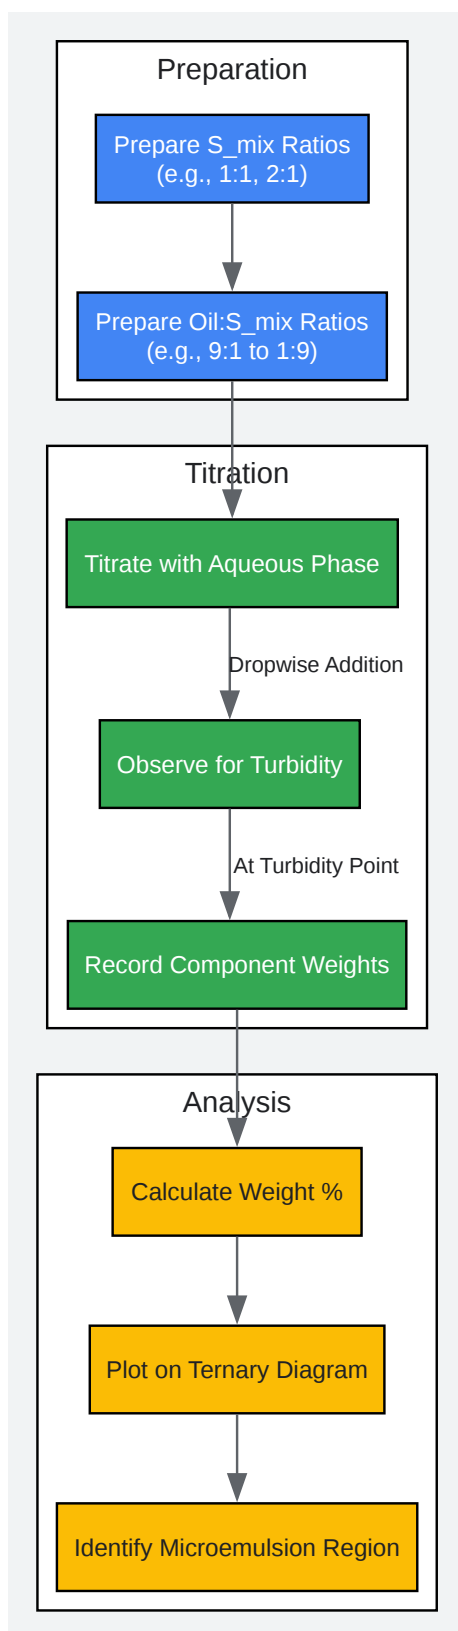 Preparation
Prepare S_mix Ratios
(e.g., 1:1, 2:1)
Prepare Oil:S_mix Ratios
(e.g., 9:1 to 1:9)
Titration
Titrate with Aqueous Phase
Dropwise Addition
Observe for Turbidity
At Turbidity Point
Record Component Weights
Analysis
Calculate Weight %
Plot on Ternary Diagram
Identify Microemulsion Region